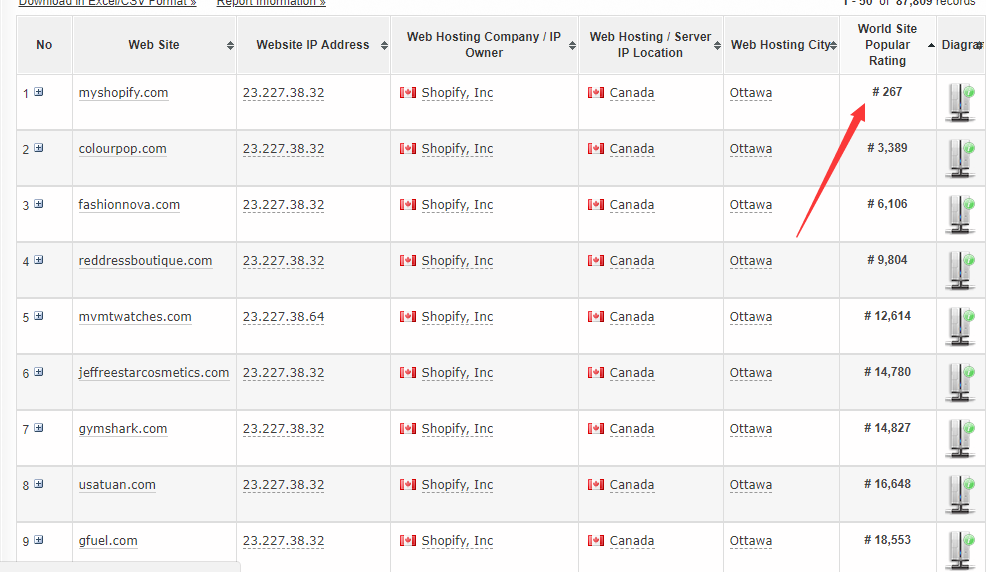 Download in Excel/CSV Format » Report Information » 1 - 50 of 87,869 records
No Web Site Website IP Address Web Hosting Company / IP Owner Web Hosting / Server IP Location Web Hosting City World Site Popular Rating Diagram
1 myshopify.com 23.227.38.32 Shopify, Inc Canada Ottawa # 267
2 colourpop.com 23.227.38.32 Shopify, Inc Canada Ottawa # 3,389
3 fashionnova.com 23.227.38.32 Shopify, Inc Canada Ottawa # 6,106
4 reddressboutique.com 23.227.38.32 Shopify, Inc Canada Ottawa # 9,804
5 mvmtwatches.com 23.227.38.64 Shopify, Inc Canada Ottawa # 12,614
6 jeffreestarcosmetics.com 23.227.38.32 Shopify, Inc Canada Ottawa # 14,780
7 gymshark.com 23.227.38.32 Shopify, Inc Canada Ottawa # 14,827
8 usatuan.com 23.227.38.32 Shopify, Inc Canada Ottawa # 16,648
9 gfuel.com 23.227.38.32 Shopify, Inc Canada Ottawa # 18,553